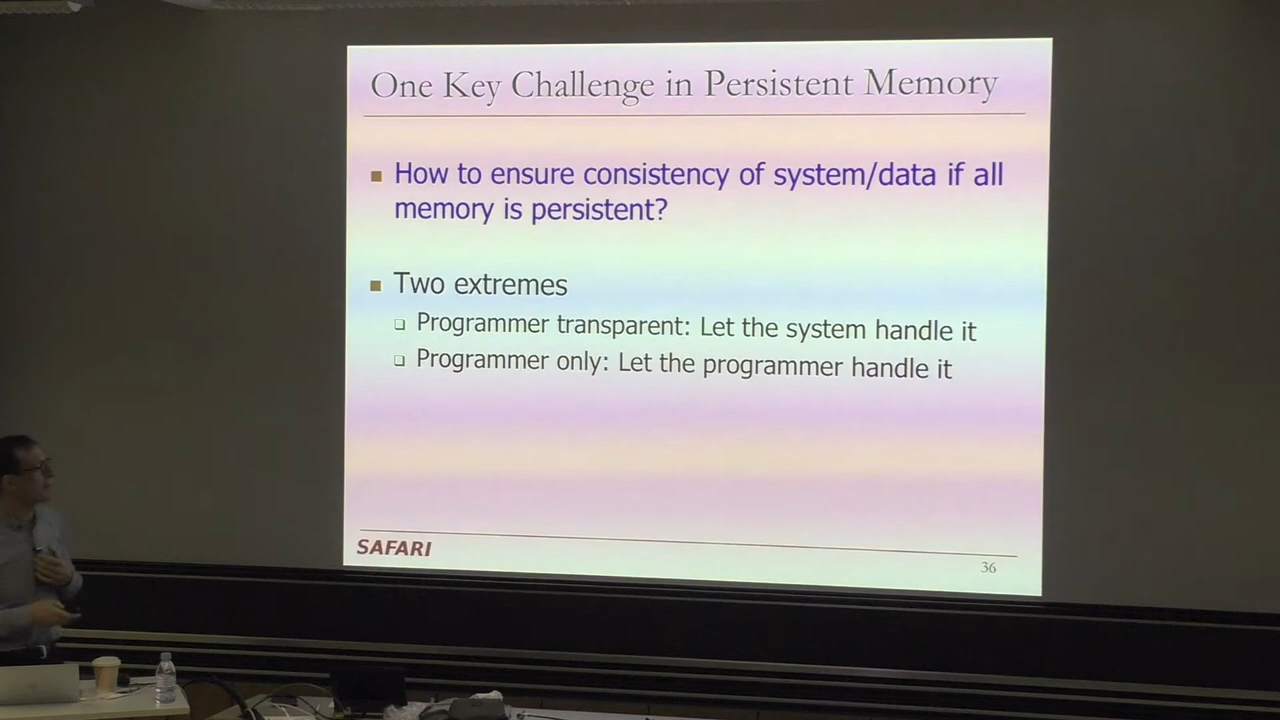 One Key Challenge in Persistent Memory
How to ensure consistency of system/data if all
memory is persistent?
Two extremes
Programmer transparent: Let the system handle it
Programmer only: Let the programmer handle it
SAFARI
36